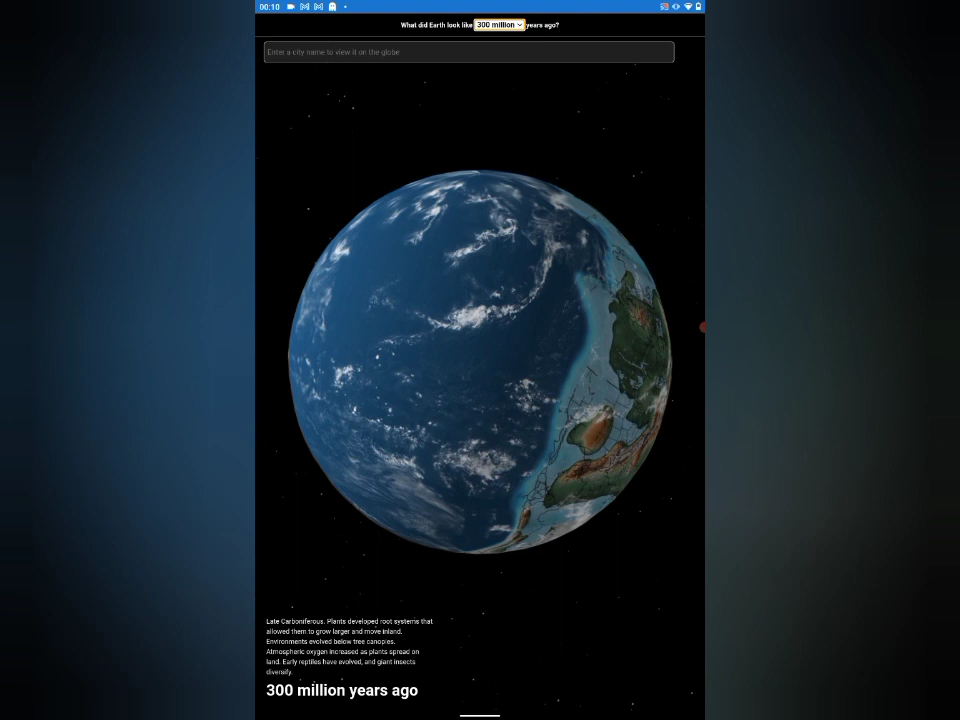 00:10
What did Earth look like 300 million years ago?
Enter a city name to view it on the globe
Late Carboniferous. Plants developed root systems that
allowed them to grow larger and move inland.
Environments evolved below tree canopies.
Atmospheric oxygen increased as plants spread on
land. Early reptiles have evolved, and giant insects
diversify.
300 million years ago